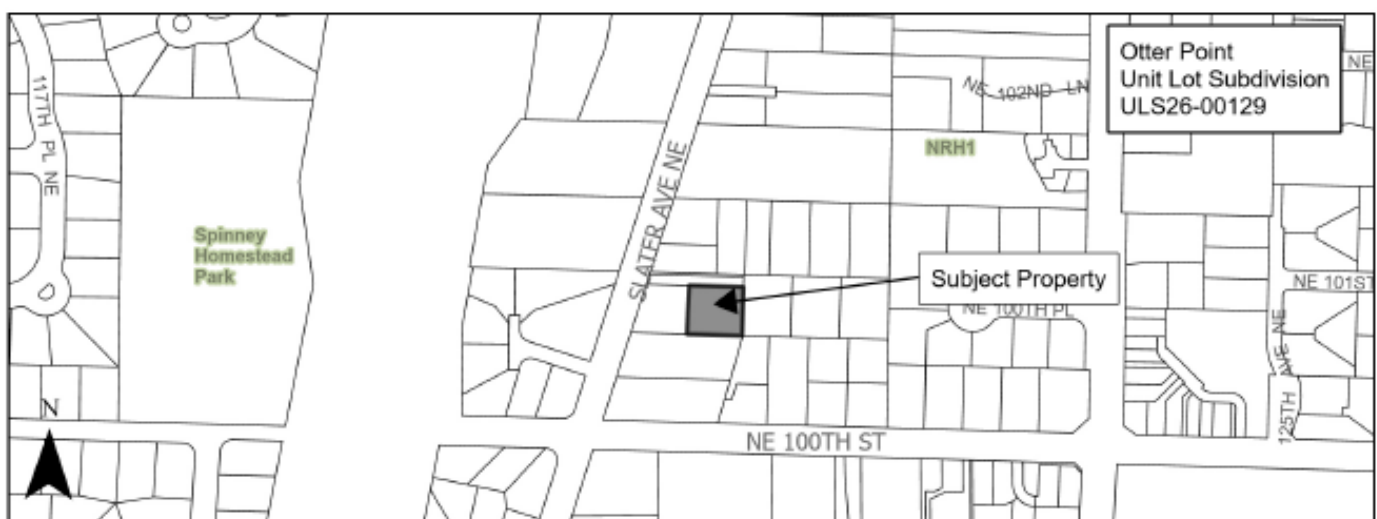 Otter Point
Unit Lot Subdivision
ULS26-00129
NE
117TH PL NE
NE 102ND LN
NRH1
SLATER AVE NE
Spinney
Homestead
Park
Subject Property
NE 101ST
NE 100TH PL
125TH AVE NE
N
NE 100TH ST